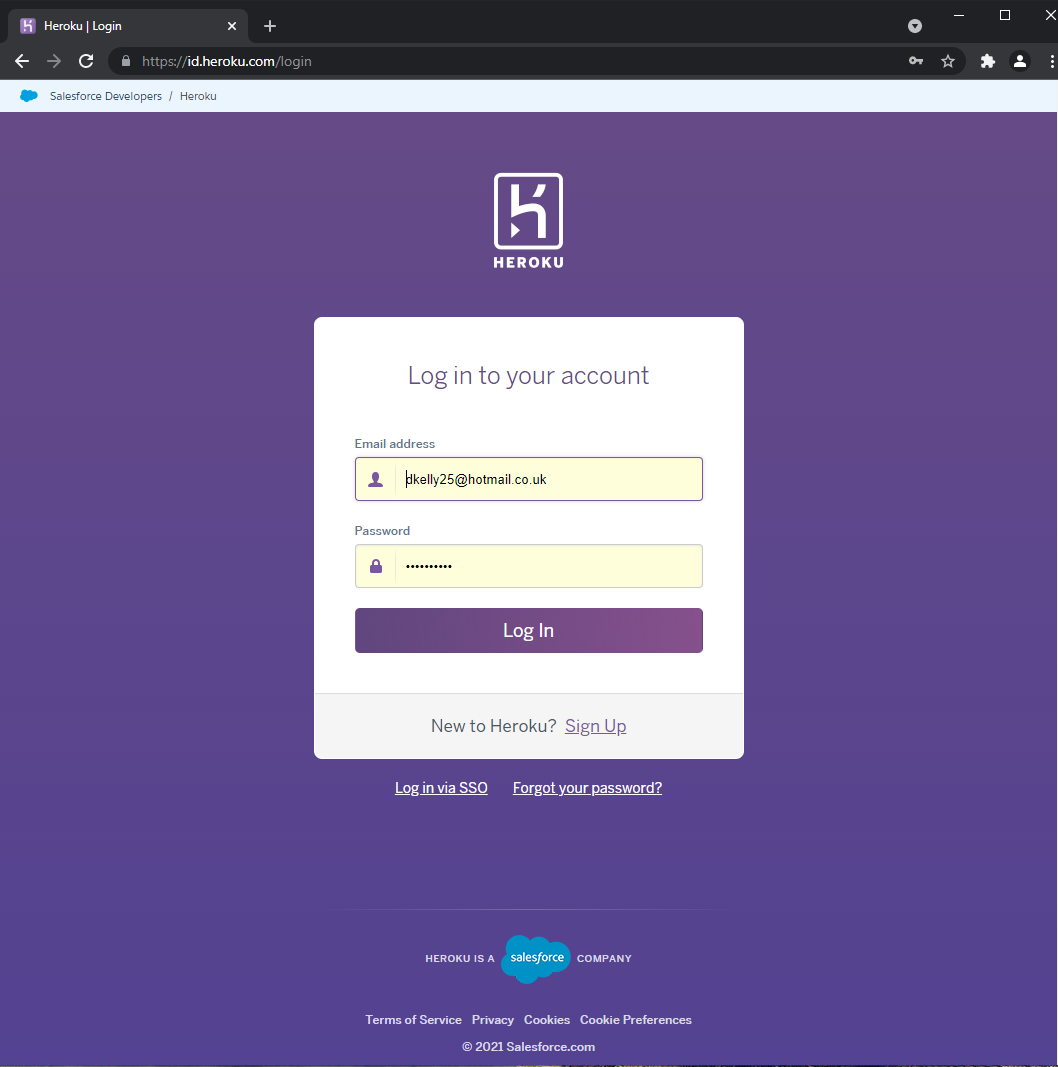 Heroku | Login
https://id.heroku.com/login
Salesforce Developers / Heroku
HEROKU
Log in to your account
Email address
dkelly25@hotmail.co.uk
Password
••••••••••
Log In
New to Heroku? Sign Up
Log in via SSO Forgot your password?
HEROKU IS A salesforce COMPANY
Terms of Service Privacy Cookies Cookie Preferences
© 2021 Salesforce.com